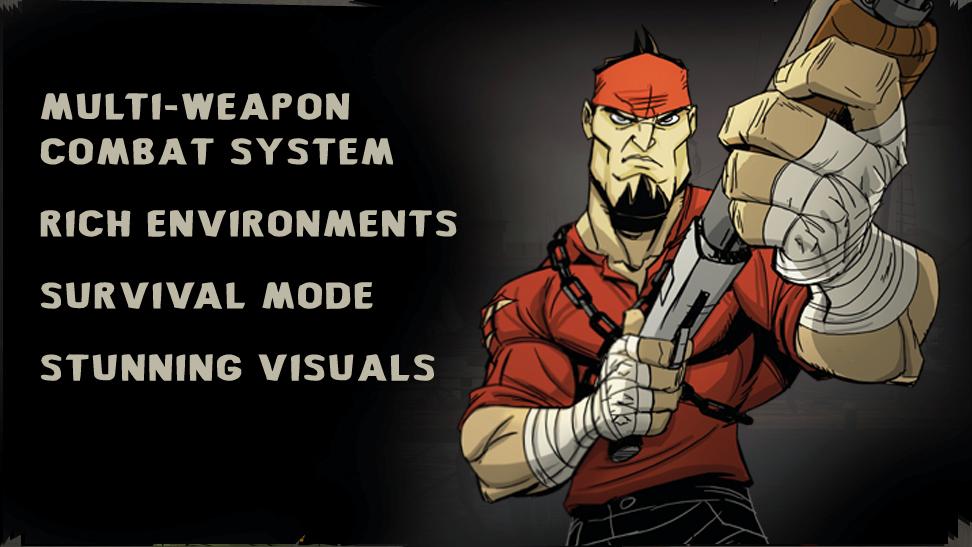 MULTI-WEAPON
COMBAT SYSTEM
RICH ENVIRONMENTS
SURVIVAL MODE
STUNNING VISUALS